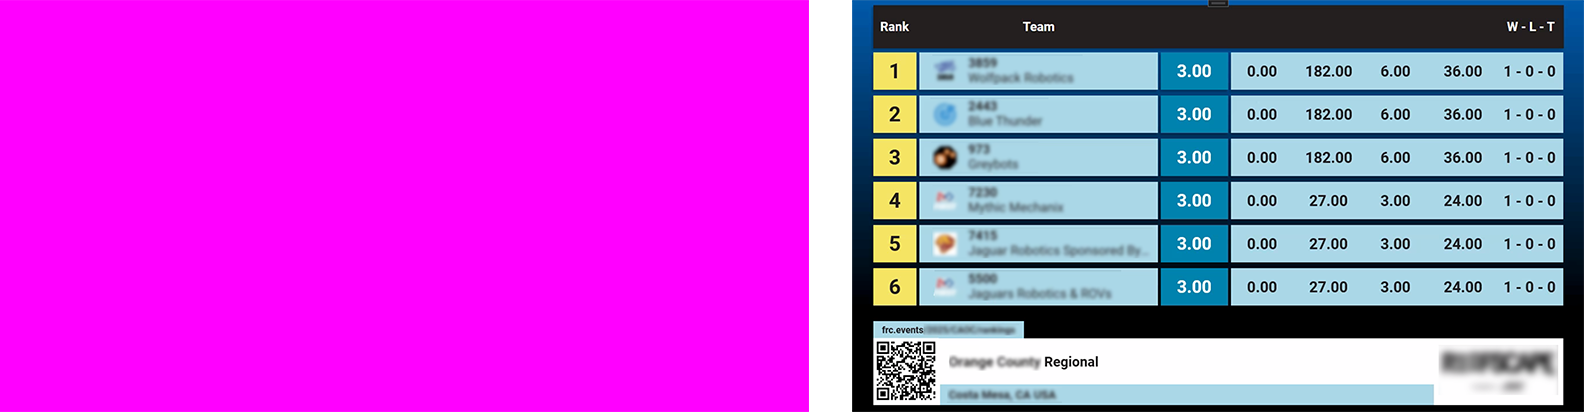 Rank Team W - L - T
1 3859 3.00 0.00 182.00 6.00 36.00 1 - 0 - 0
Wolfpack Robotics
2 2443 3.00 0.00 182.00 6.00 36.00 1 - 0 - 0
Blue Thunder
3 973 3.00 0.00 182.00 6.00 36.00 1 - 0 - 0
Greybots
4 7230 3.00 0.00 27.00 3.00 24.00 1 - 0 - 0
Mythic Mechanix
5 7415 3.00 0.00 27.00 3.00 24.00 1 - 0 - 0
Jaguar Robotics Sponsored By...
6 5500 3.00 0.00 27.00 3.00 24.00 1 - 0 - 0
Jaguars Robotics & ROVs
frc.events/2025/CAOC/rankings
Orange County Regional
Costa Mesa, CA USA